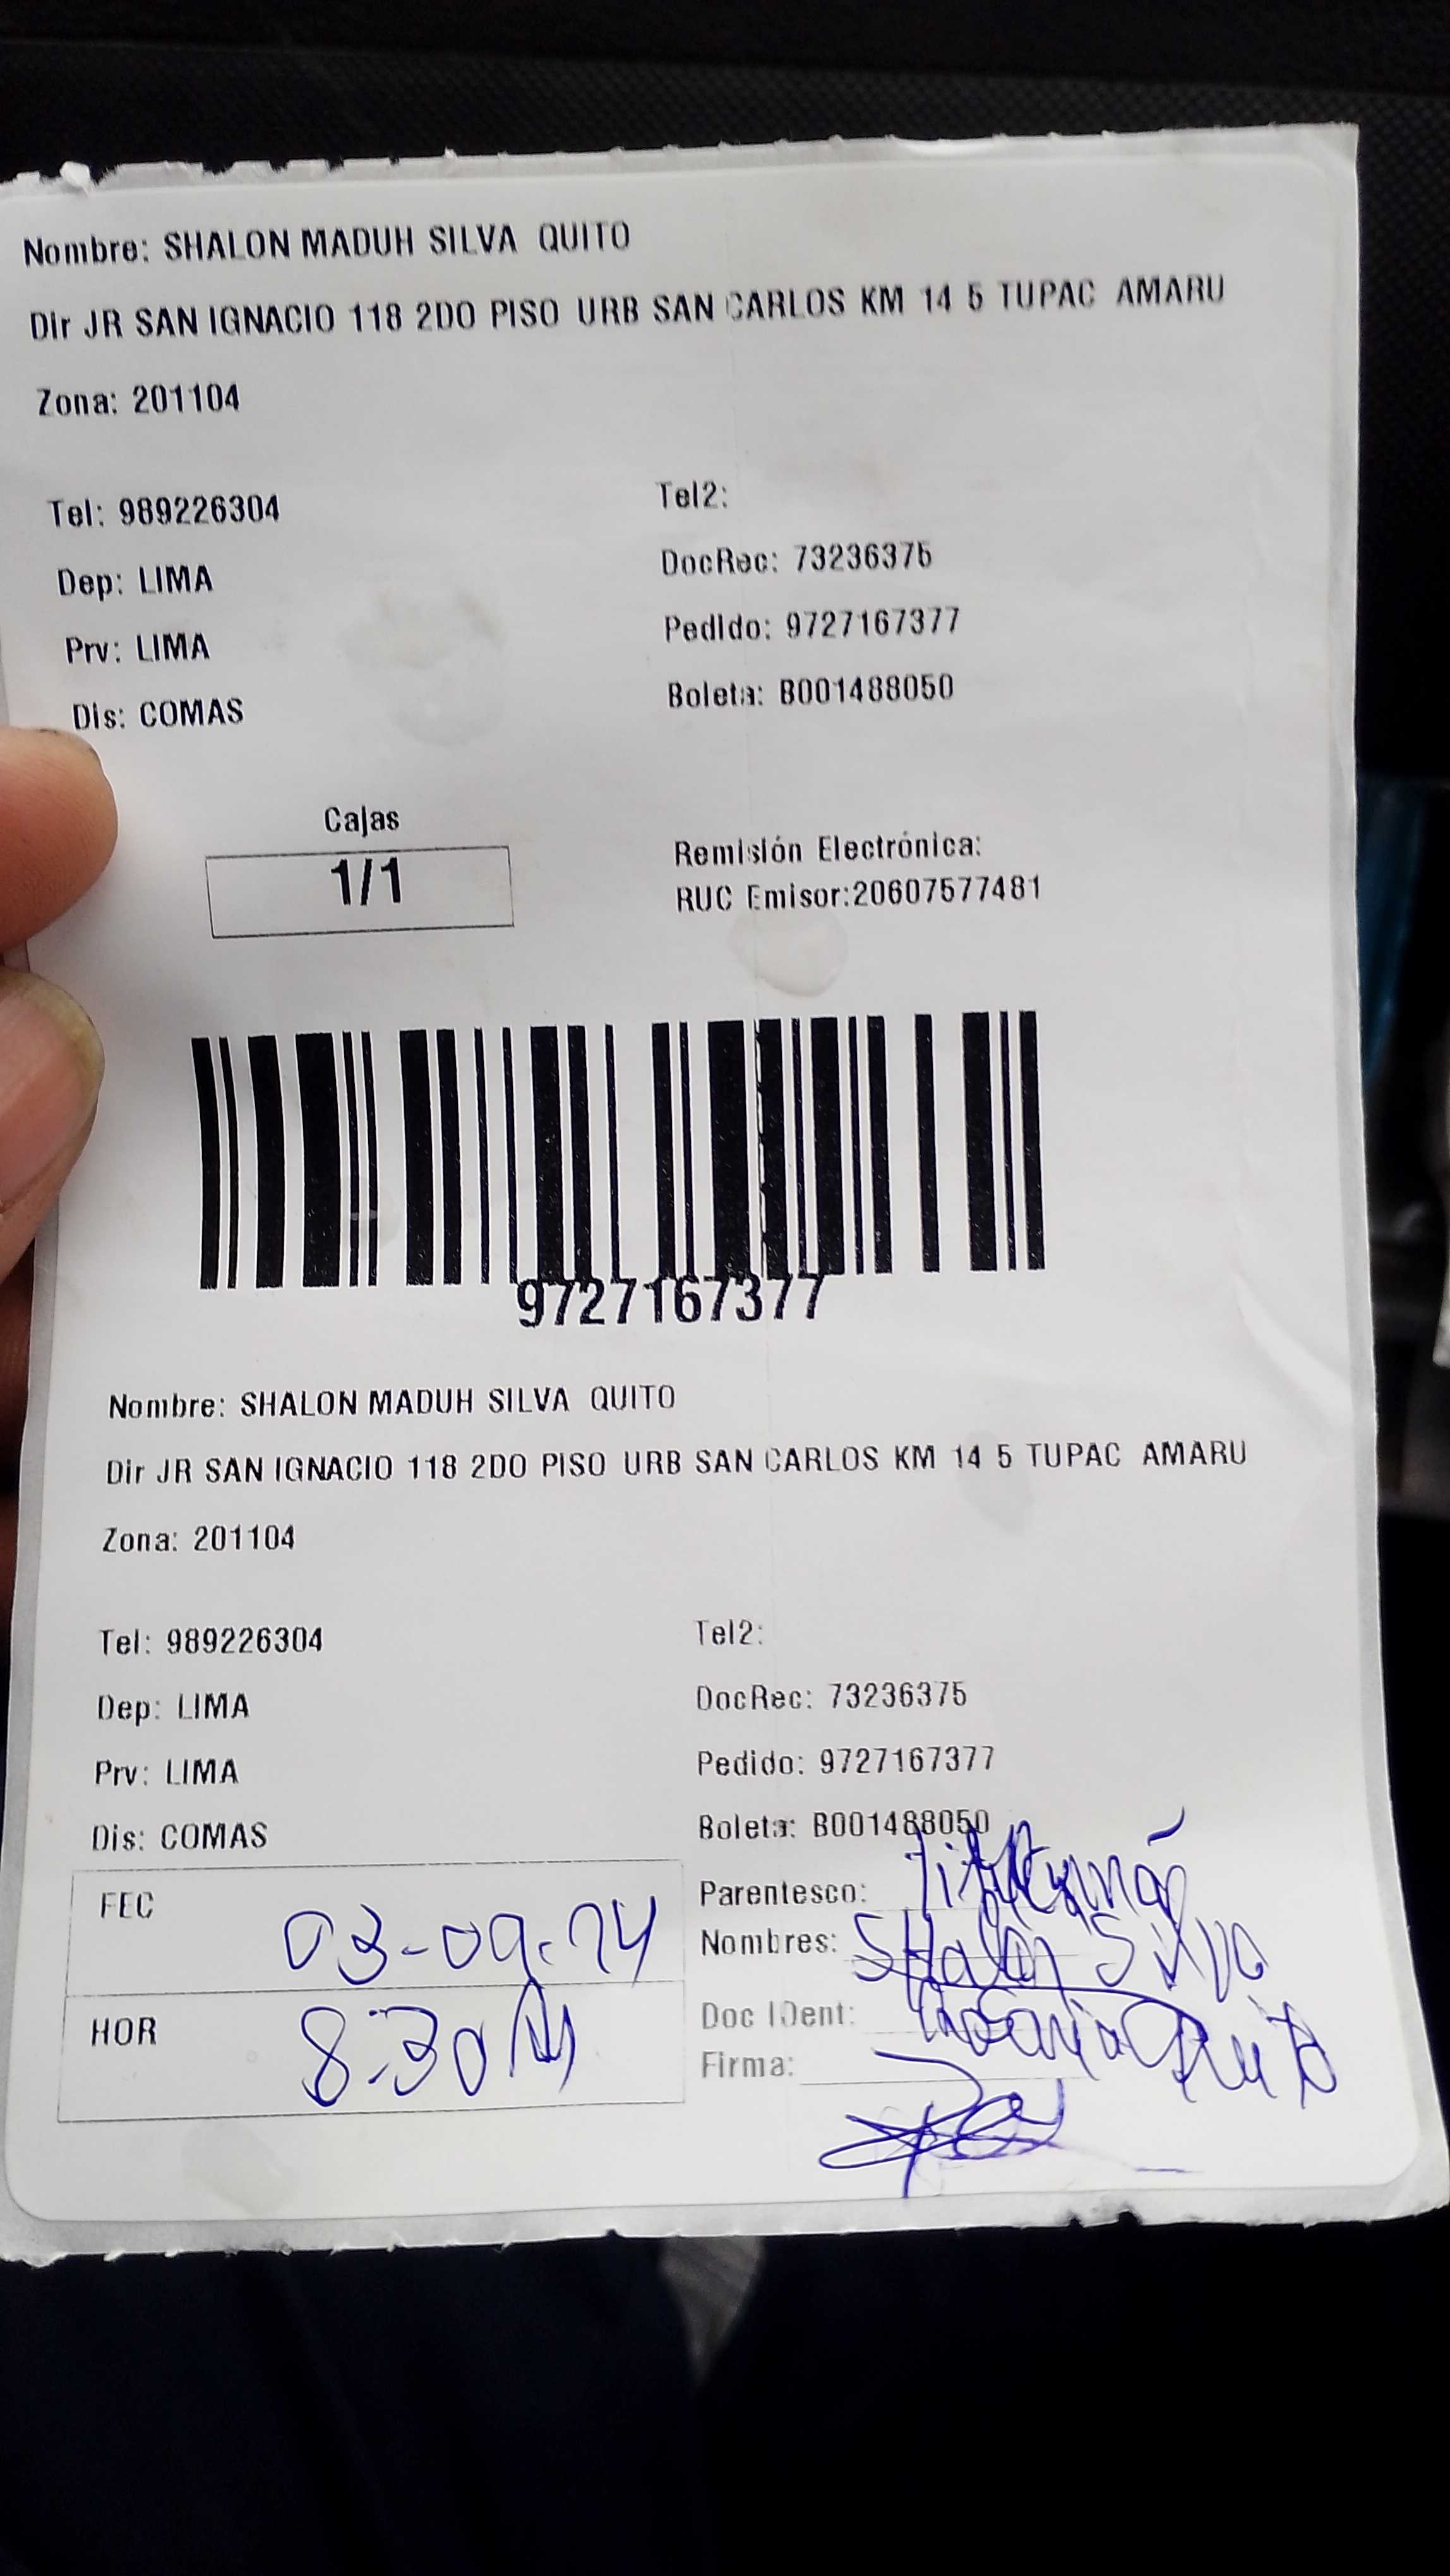 Nombre: SHALON MADUH SILVA QUITO
Dir JR SAN IGNACIO 118 2DO PISO URB SAN CARLOS KM 14 5 TUPAC AMARU
Zona: 201104
Tel: 989226304
Tel2:
Dep: LIMA
DocRec: 73236375
Prv: LIMA
Pedido: 9727167377
Dis: COMAS
Boleta: B001488050
Cajas
1/1
Remisión Electrónica:
RUC Emisor:20607577481
9727167377
Nombre: SHALON MADUH SILVA QUITO
Dir JR SAN IGNACIO 118 2DO PISO URB SAN CARLOS KM 14 5 TUPAC AMARU
Zona: 201104
Tel: 989226304
Tel2:
Dep: LIMA
DocRec: 73236375
Prv: LIMA
Pedido: 9727167377
Dis: COMAS
Boleta: B001488050
FEC 03-09-24
Parentesco:
Nombres: SHalon Silva
HOR 8:30
Doc IDent: Quito
Firma: